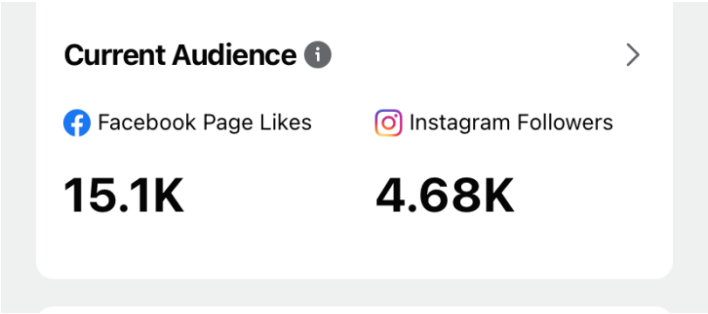 Current Audience
Facebook Page Likes
Instagram Followers
15.1K
4.68K